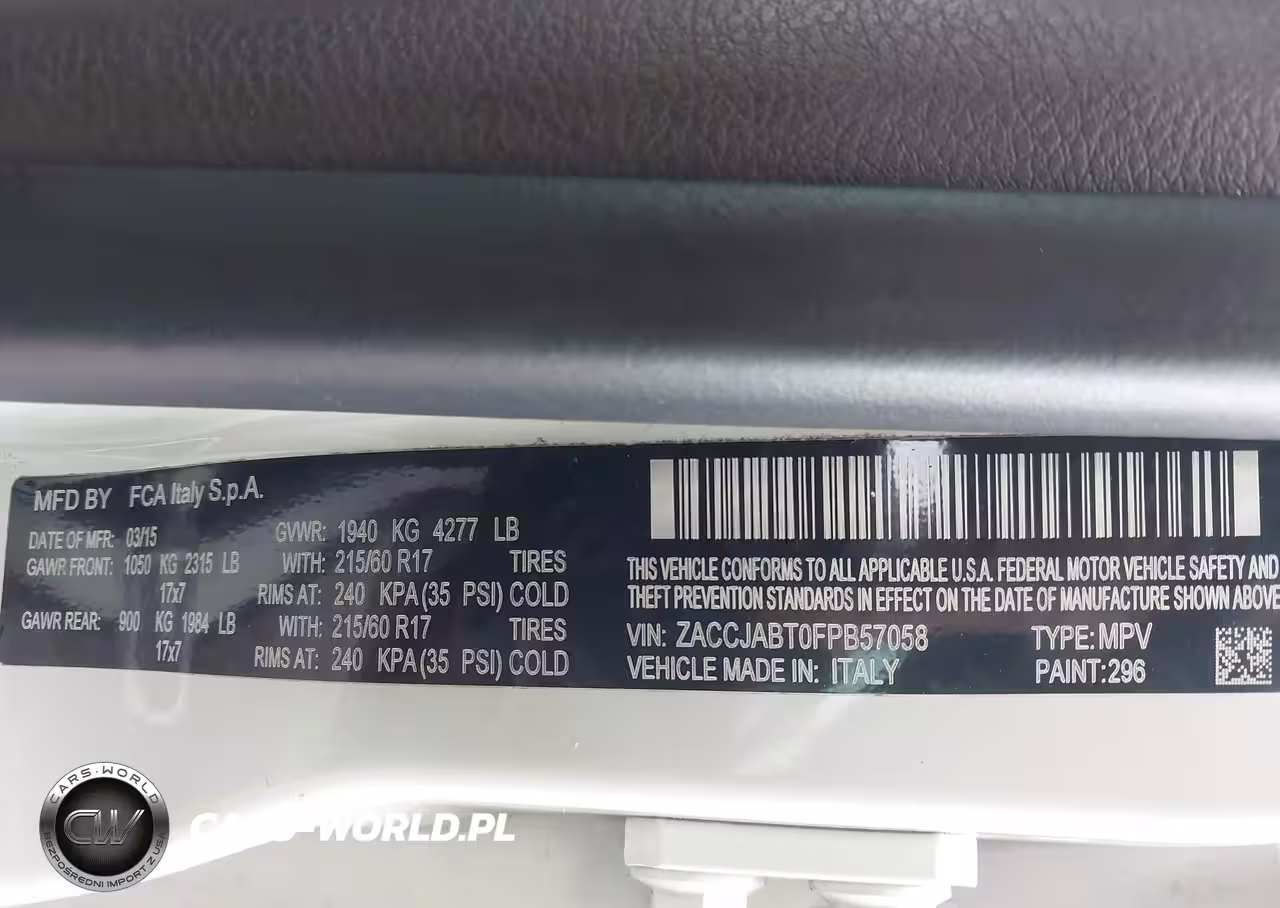 MFD BY FCA Italy S.p.A.
DATE OF MFR: 03/15 GVWR: 1940 KG 4277 LB
GAWR FRONT: 1050 KG 2315 LB WITH: 215/60 R17 TIRES
17x7 RIMS AT: 240 KPA (35 PSI) COLD
GAWR REAR: 900 KG 1984 LB WITH: 215/60 R17 TIRES
17x7 RIMS AT: 240 KPA (35 PSI) COLD
THIS VEHICLE CONFORMS TO ALL APPLICABLE U.S.A. FEDERAL MOTOR VEHICLE SAFETY AND
THEFT PREVENTION STANDARDS IN EFFECT ON THE DATE OF MANUFACTURE SHOWN ABOVE
VIN: ZACCJABT0FPB57058 TYPE: MPV
VEHICLE MADE IN: ITALY PAINT: 296
CARS-WORLD
CW
BEZPOŚREDNI IMPORT Z USA
CARS-WORLD.PL